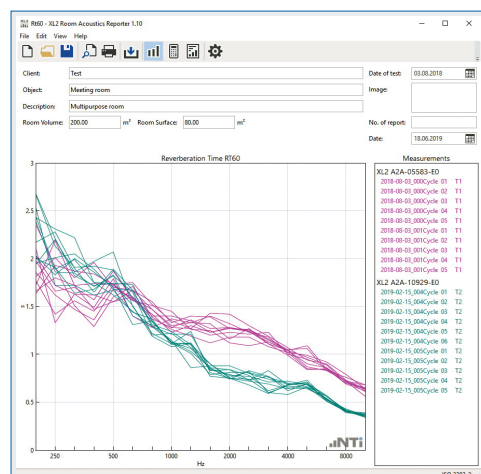 Rt60 - XL2 Room Acoustics Reporter 1.10
File Edit View Help
Client: Test Date of test: 03.08.2018
Object: Meeting room Image:
Description: Multipurpose room
Room Volume: 200.00 m³ Room Surface: 80.00 m² No. of report:
Date: 18.06.2019
Reverberation Time RT60
Measurements
3
2.5
2
s 1.5
1
0.5
0
250 500 1000 2000 4000 8000
Hz
NTi
XL2 A2A-05583-E0
2018-08-03_000Cycle 01 T1
2018-08-03_000Cycle 02 T1
2018-08-03_000Cycle 03 T1
2018-08-03_000Cycle 04 T1
2018-08-03_000Cycle 05 T1
2018-08-03_001Cycle 01 T1
2018-08-03_001Cycle 02 T1
2018-08-03_001Cycle 03 T1
2018-08-03_001Cycle 04 T1
2018-08-03_001Cycle 05 T1
XL2 A2A-10929-E0
2019-02-15_004Cycle 01 T2
2019-02-15_004Cycle 02 T2
2019-02-15_004Cycle 03 T2
2019-02-15_004Cycle 04 T2
2019-02-15_004Cycle 05 T2
2019-02-15_004Cycle 06 T2
2019-02-15_005Cycle 01 T2
2019-02-15_005Cycle 02 T2
2019-02-15_005Cycle 03 T2
2019-02-15_005Cycle 04 T2
2019-02-15_005Cycle 05 T2